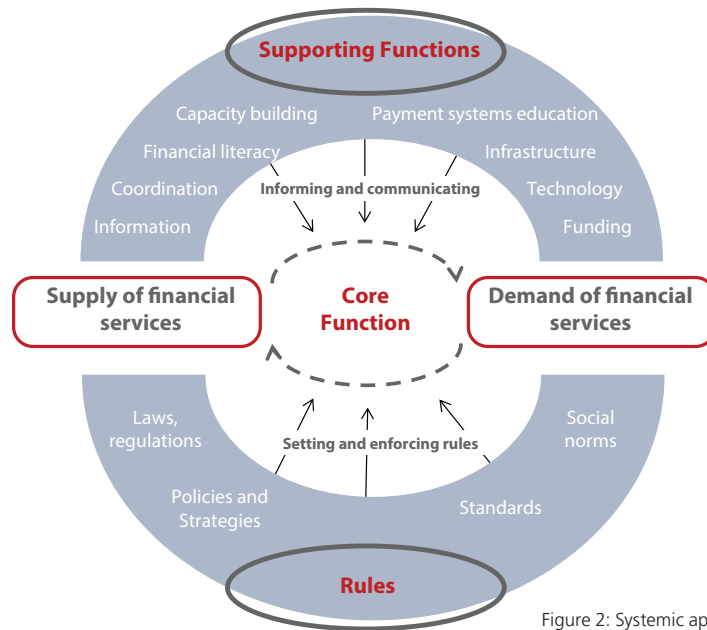 Supporting Functions
Capacity building
Payment systems education
Financial literacy
Infrastructure
Informing and communicating
Coordination
Technology
Information
Funding
Supply of financial
services
Core
Function
Demand of financial
services
Laws,
regulations
Social
norms
Setting and enforcing rules
Policies and
Strategies
Standards
Rules
Figure 2: Systemic ap